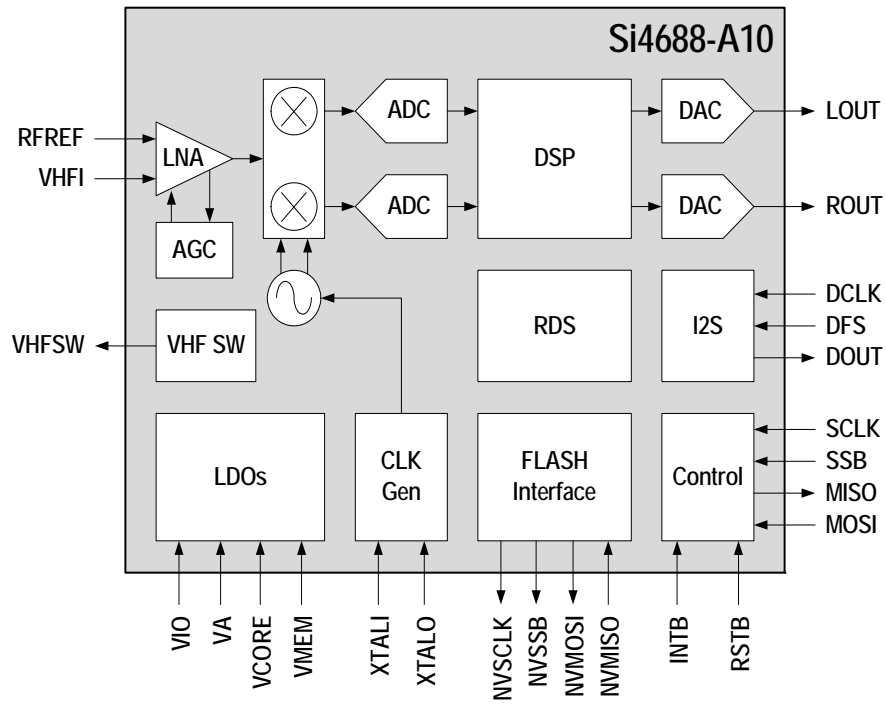 Si4688-A10
RFREF
VHFI
LNA
AGC
ADC
ADC
DSP
DAC
DAC
LOUT
ROUT
VHFSW
VHF SW
RDS
I2S
DCLK
DFS
DOUT
LDOs
CLK
Gen
FLASH
Interface
Control
SCLK
SSB
MISO
MOSI
VIO
VA
VCORE
VMEM
XTALI
XTALO
NVSCLK
NVSSB
NVMOSI
NVMISO
INTB
RSTB